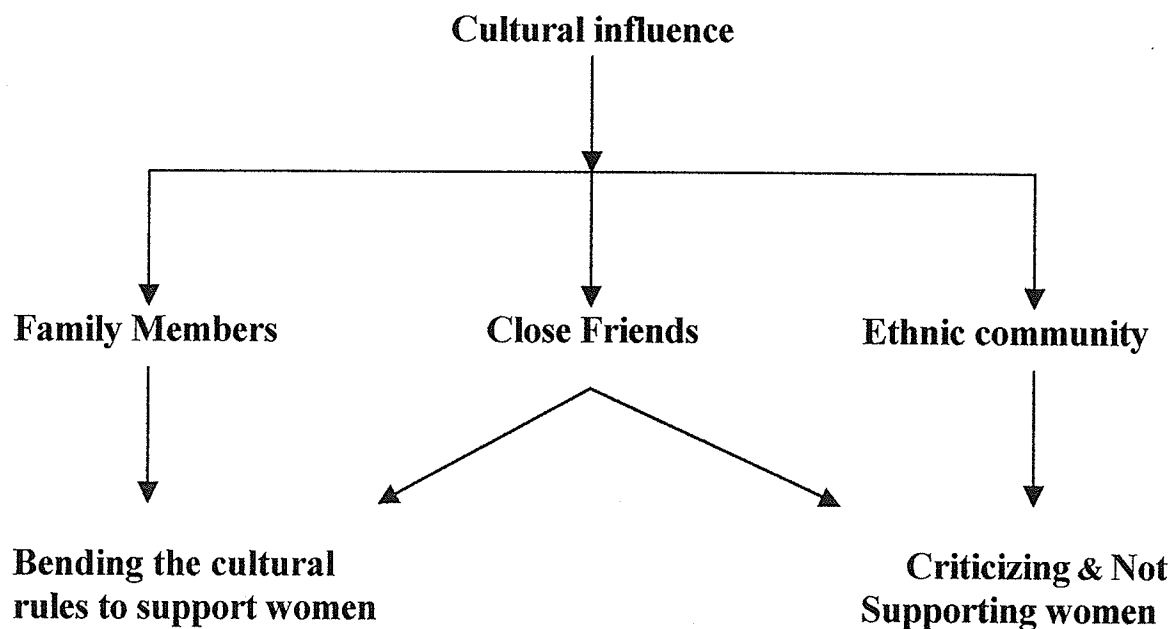 Cultural influence
Family Members
Close Friends
Ethnic community
Bending the cultural
rules to support women
Criticizing & Not
Supporting women